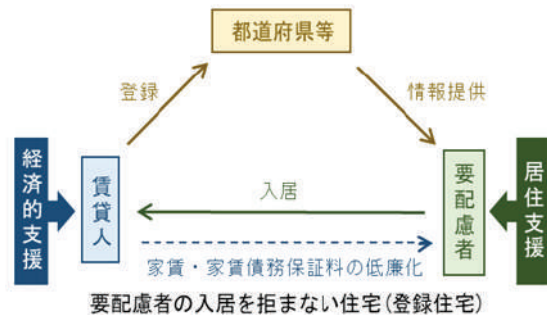 都道府県等
登録
情報提供
経済的支援
賃貸人
入居
要配慮者
居住支援
家賃・家賃債務保証料の低廉化
要配慮者の入居を拒まない住宅(登録住宅)